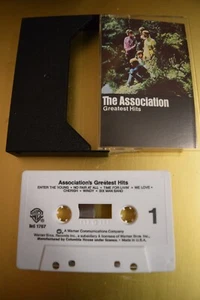 The Association
Greatest Hits
Association's Greatest Hits
ENTER THE YOUNG • NO FAIR AT ALL • TIME FOR LIVIN' • WE LOVE •
CHERISH • WINDY • SIX MAN BAND
1
M5 1767
A Warner Communications Company
Warner Bros. Records Inc., a subsidiary & licensee of Warner Bros. Inc.
Manufactured by Columbia House under license. • Made in U.S.A.